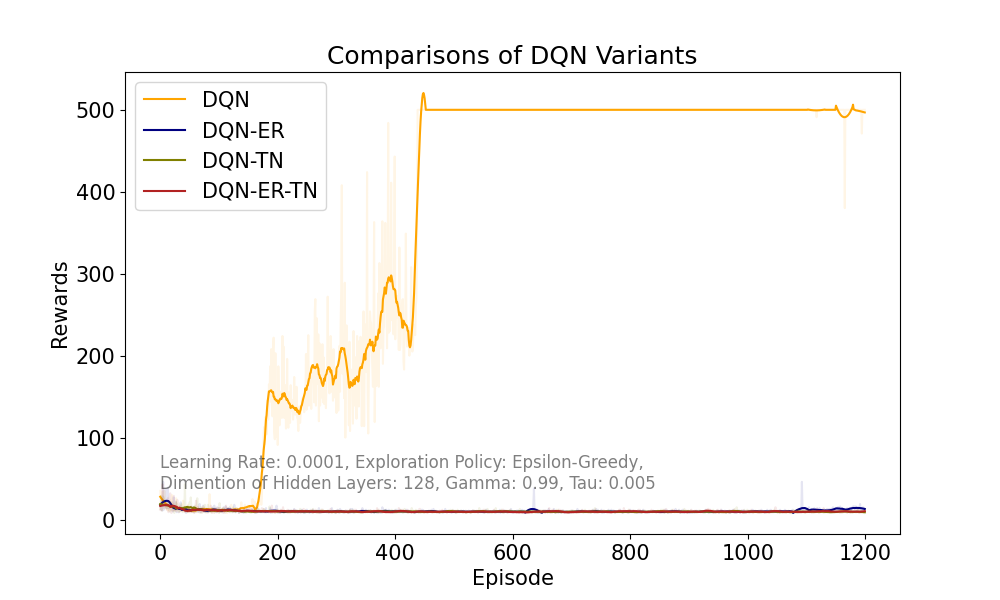 Comparisons of DQN Variants
DQN
DQN-ER
DQN-TN
DQN-ER-TN
500
400
300
200
100
0
Rewards
Learning Rate: 0.0001, Exploration Policy: Epsilon-Greedy,
Dimention of Hidden Layers: 128, Gamma: 0.99, Tau: 0.005
0 200 400 600 800 1000 1200
Episode